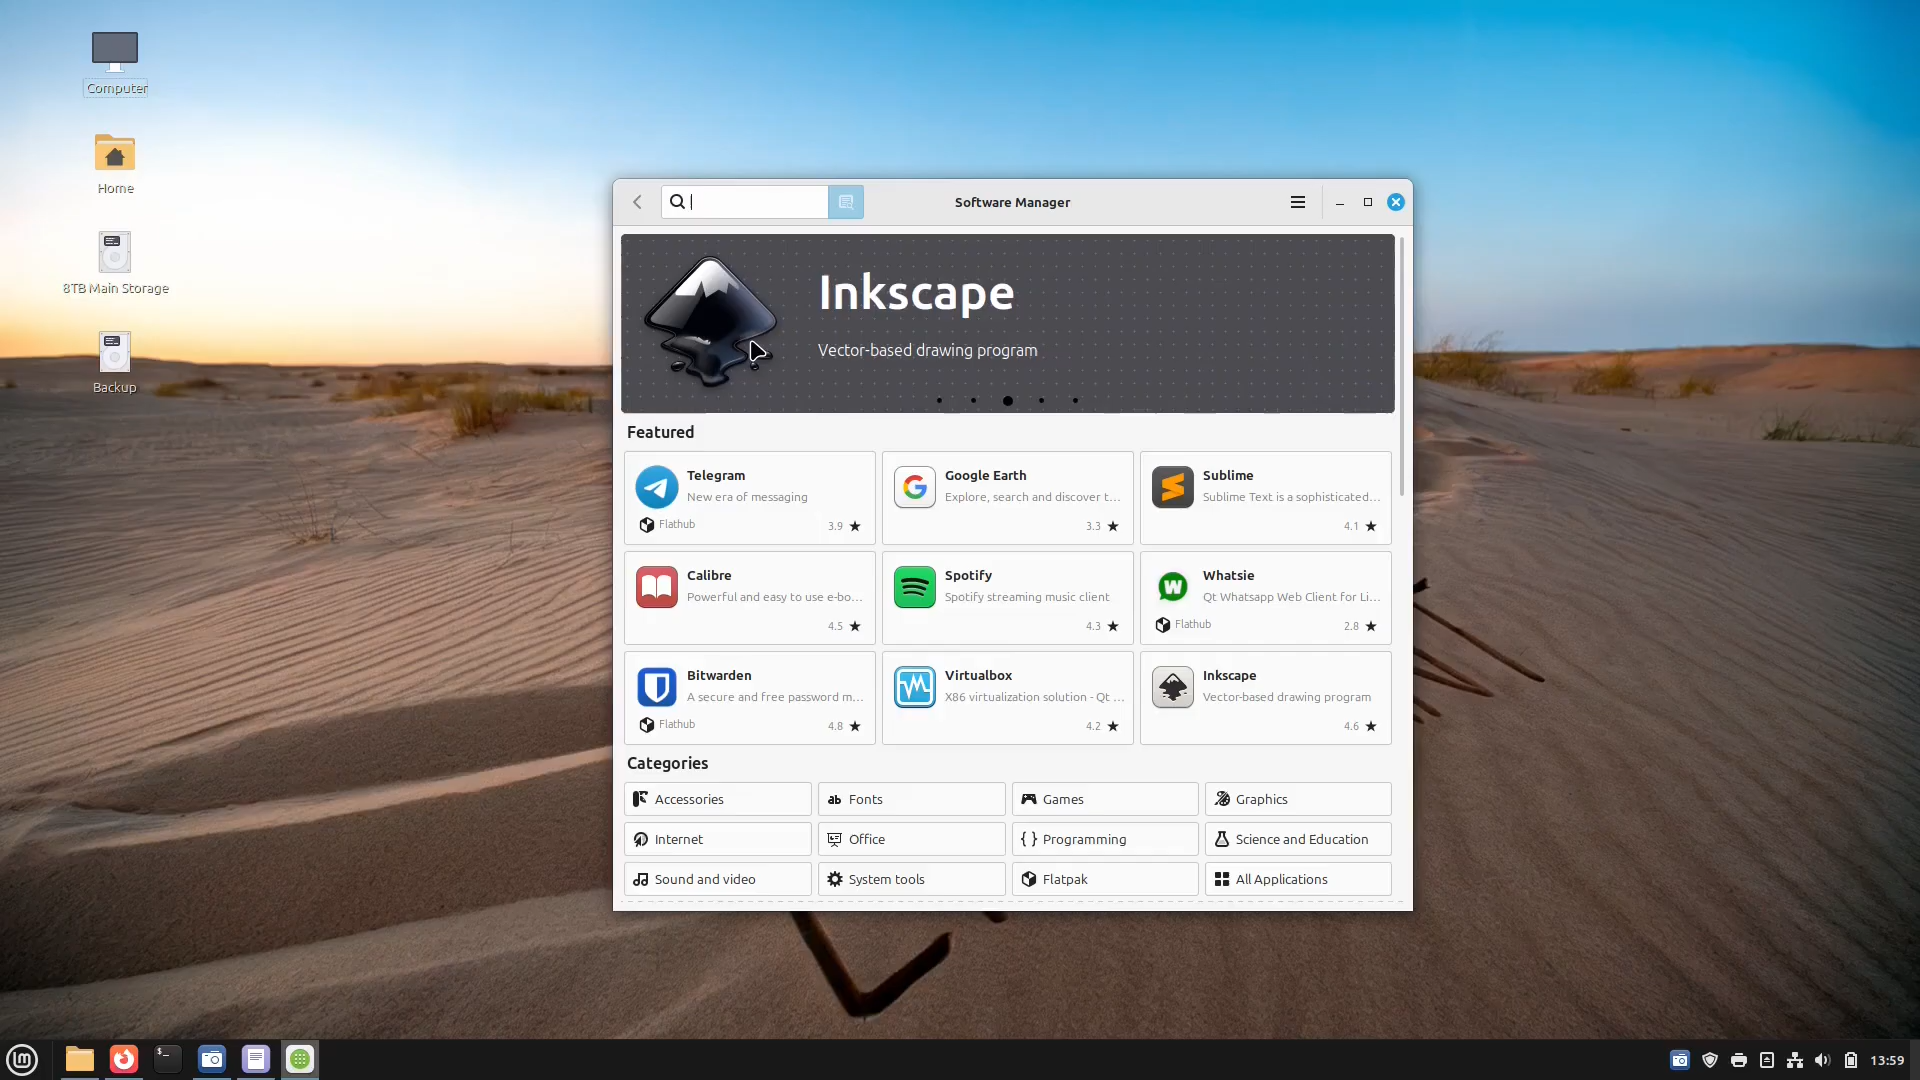 Computer
Home
8TB Main Storage
Backup
Software Manager
Inkscape
Vector-based drawing program
Featured
Telegram
New era of messaging
Flathub
3.9 ★
Google Earth
Explore, search and discover t...
3.3 ★
Sublime
Sublime Text is a sophisticated...
4.1 ★
Calibre
Powerful and easy to use e-bo...
4.5 ★
Spotify
Spotify streaming music client
4.3 ★
Whatsie
Qt Whatsapp Web Client for Li...
Flathub
2.8 ★
Bitwarden
A secure and free password m...
Flathub
4.8 ★
Virtualbox
X86 virtualization solution - Qt ...
4.2 ★
Inkscape
Vector-based drawing program
4.6 ★
Categories
Accessories
ab Fonts
Games
Graphics
Internet
Office
{ } Programming
Science and Education
Sound and video
System tools
Flatpak
All Applications
13:59